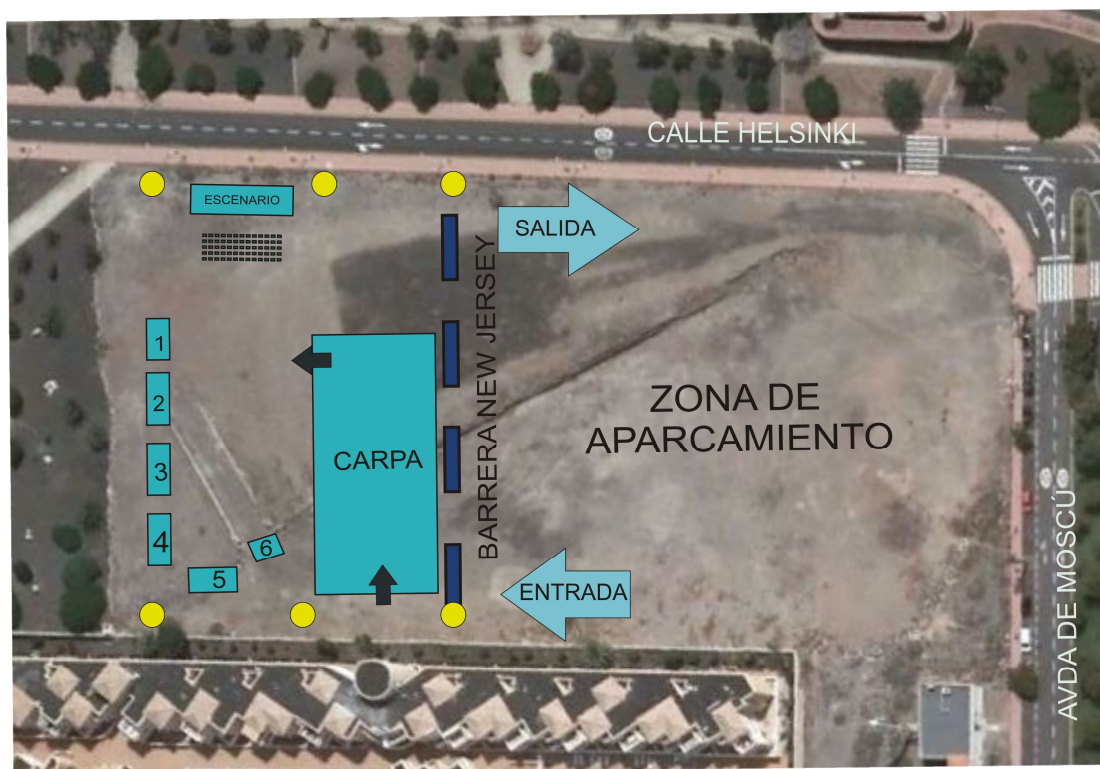 CALLE HELSINKI
ESCENARIO
SALIDA
BARRERA NEW JERSEY
1
2
3
4
5
6
CARPA
ZONA DE
APARCAMIENTO
ENTRADA
AVDA DE MOSCÚ